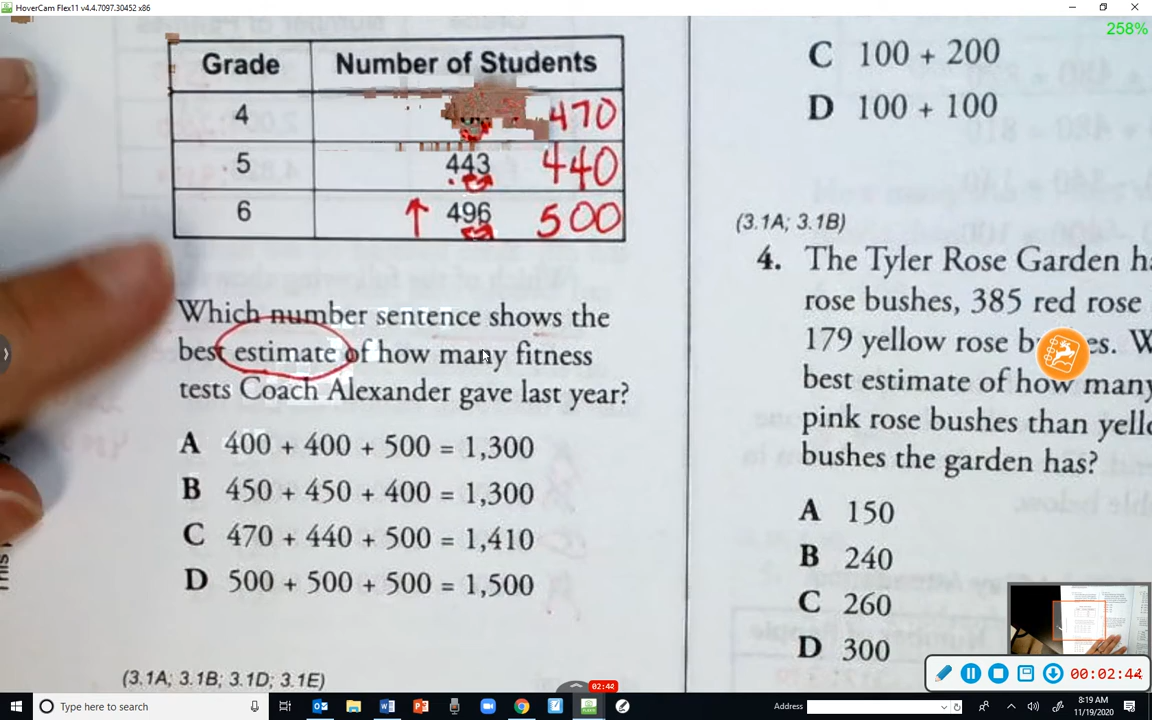 HoverCam Flex11 v4.4.7097.30452 x86
258%
Grade Number of Students
4 470
5 443 440
6 ↑ 496 500
Which number sentence shows the
best estimate of how many fitness
tests Coach Alexander gave last year?
A 400 + 400 + 500 = 1,300
B 450 + 450 + 400 = 1,300
C 470 + 440 + 500 = 1,410
D 500 + 500 + 500 = 1,500
(3.1A; 3.1B; 3.1D; 3.1E)
This
C 100 + 200
D 100 + 100
(3.1A; 3.1B)
4. The Tyler Rose Garden ha
rose bushes, 385 red rose
179 yellow rose b es. W
best estimate of how many
pink rose bushes than yell
bushes the garden has?
A 150
B 240
C 260
D 300
00:02:44
02:44
Type here to search
Address
8:19 AM
11/19/2020